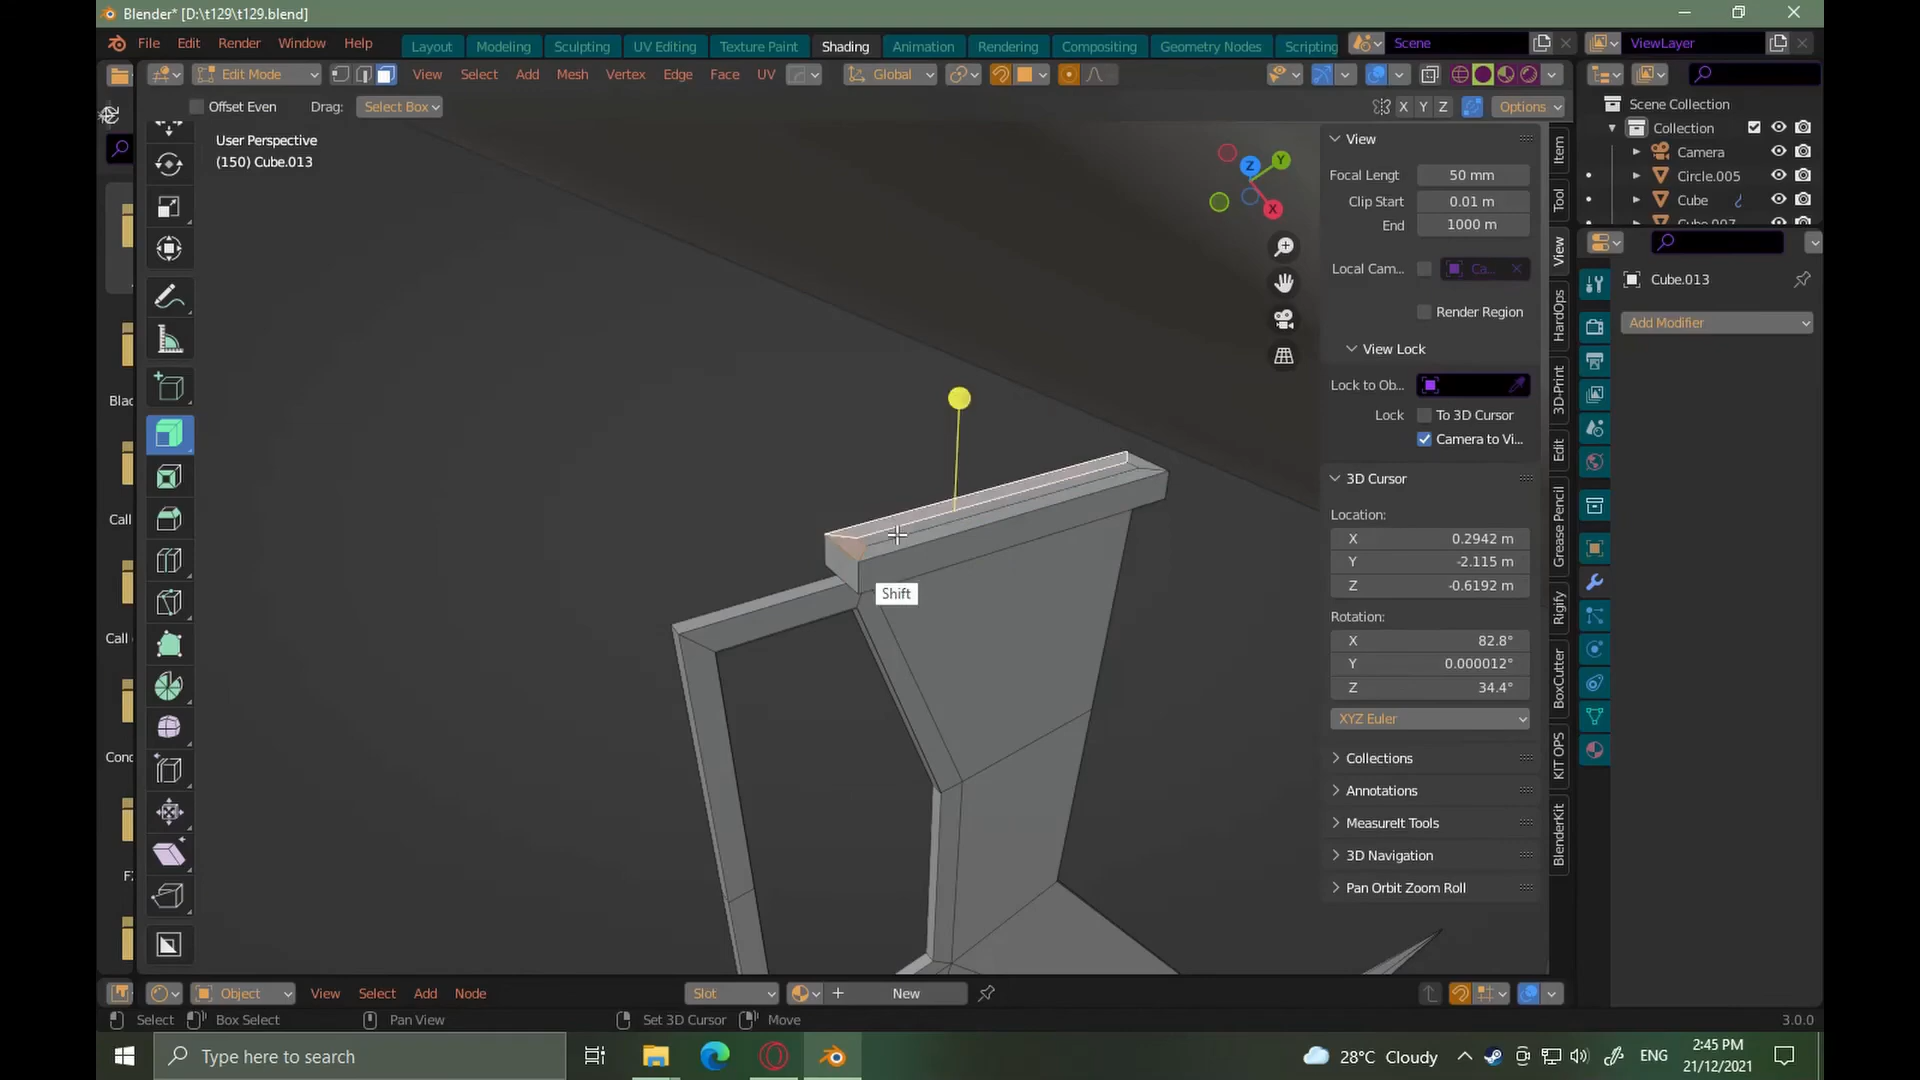 Blender* [D:\t129\t129.blend]
File Edit Render Window Help
Layout Modeling Sculpting UV Editing Texture Paint Shading Animation Rendering Compositing Geometry Nodes Scripting
Scene
ViewLayer
Edit Mode
View Select Add Mesh Vertex Edge Face UV
Global
Offset Even
Drag: Select Box
X Y Z
Options
User Perspective
(150) Cube.013
Z
Y
X
View
Focal Lengt 50 mm
Clip Start 0.01 m
End 1000 m
Local Cam... Ca...
Render Region
View Lock
Lock to Ob...
Lock To 3D Cursor
Camera to Vi...
3D Cursor
Location:
X 0.2942 m
Y -2.115 m
Z -0.6192 m
Rotation:
X 82.8°
Y 0.000012°
Z 34.4°
XYZ Euler
Collections
Annotations
MeasureIt Tools
3D Navigation
Pan Orbit Zoom Roll
Item
Tool
View
HardOps
3D-Print
Edit
Grease Pencil
Rigify
BoxCutter
KIT OPS
BlenderKit
Scene Collection
Collection
Camera
Circle.005
Cube
Cube.007
Cube.013
Add Modifier
Blac
Call
Call
Conc
Shift
Object View Select Add Node
Slot
New
Select Box Select Pan View Set 3D Cursor Move
3.0.0
Type here to search
28°C Cloudy
ENG
2:45 PM
21/12/2021